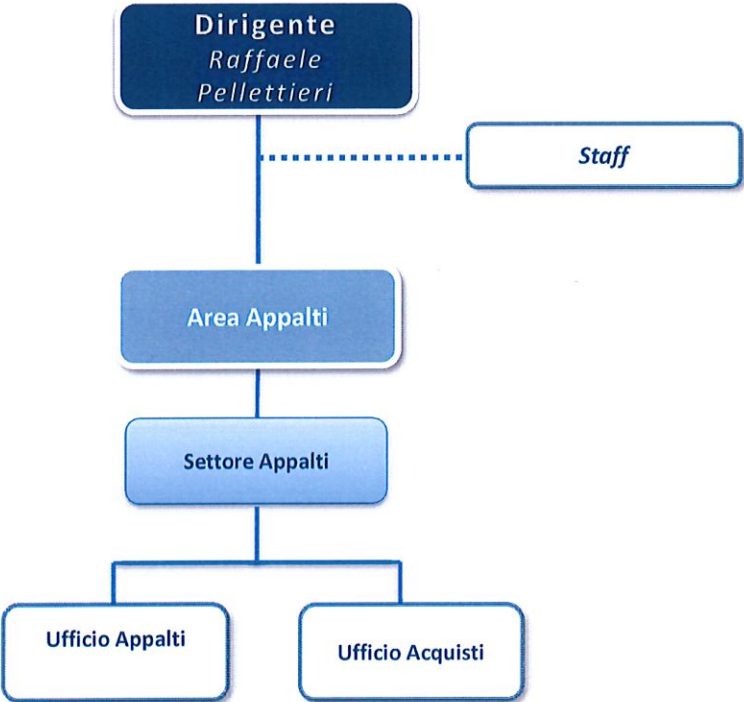 Dirigente
Raffaele
Pellettieri
Staff
Area Appalti
Settore Appalti
Ufficio Appalti
Ufficio Acquisti